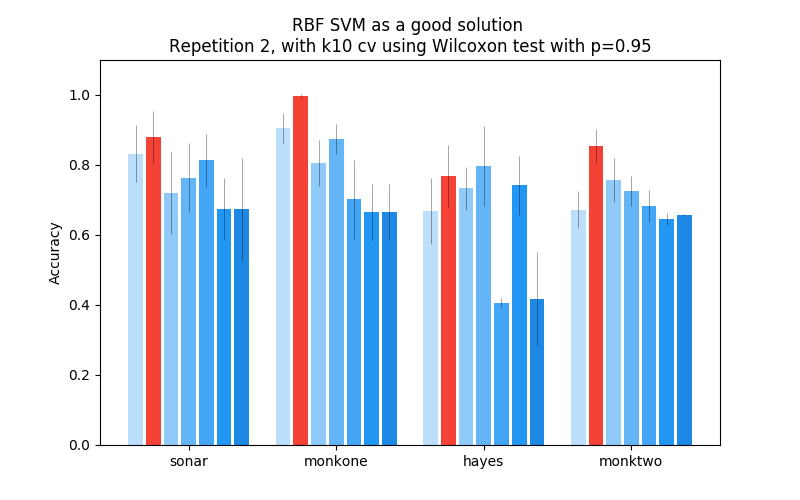 RBF SVM as a good solution
Repetition 2, with k10 cv using Wilcoxon test with p=0.95
Accuracy
1.0
0.8
0.6
0.4
0.2
0.0
sonar monkone hayes monktwo